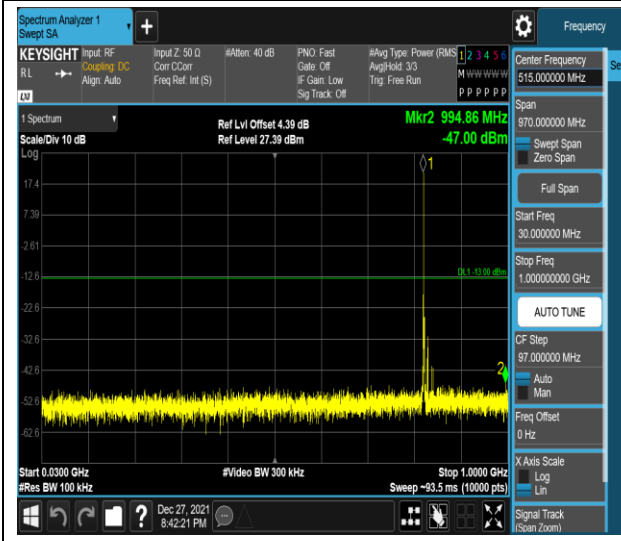 Spectrum Analyzer 1
Swept SA
+
Frequency
KEYSIGHT
RL
Input: RF
Coupling: DC
Align: Auto
Input Z: 50 Ω
Corr CCorr
Freq Ref: Int (S)
#Atten: 40 dB
PNO: Fast
Gate: Off
IF Gain: Low
Sig Track: Off
#Avg Type: Power (RMS
Avg|Hold: 3/3
Trig: Free Run
1 2 3 4 5 6
M W W W W W
P P P P P P
LXI
1 Spectrum
Scale/Div 10 dB
Ref Lvl Offset 4.39 dB
Ref Level 27.39 dBm
Mkr2 994.86 MHz
-47.00 dBm
Log
1
17.4
7.39
-2.61
-12.6
DL1 -13.00 dBm
-22.6
-32.6
-42.6
2
-52.6
-62.6
Start 0.0300 GHz
#Res BW 100 kHz
#Video BW 300 kHz
Stop 1.0000 GHz
Sweep ~93.5 ms (10000 pts)
Center Frequency
515.000000 MHz
Se
Span
970.000000 MHz
Swept Span
Zero Span
Full Span
Start Freq
30.000000 MHz
Stop Freq
1.000000000 GHz
AUTO TUNE
CF Step
97.000000 MHz
Auto
Man
Freq Offset
0 Hz
X Axis Scale
Log
Lin
Signal Track
(Span Zoom)
?
Dec 27, 2021
8:42:21 PM